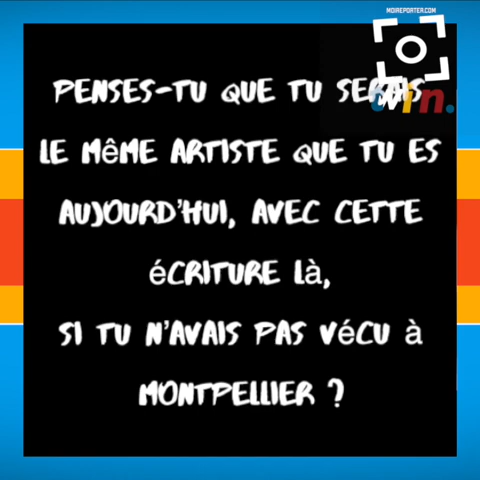 MOIREPORTER.COM
PENSES-TU QUE TU SERAIS
LE MÊME ARTISTE QUE TU ES
AUJOURD'HUI, AVEC CETTE
ÉCRITURE LÀ,
SI TU N'AVAIS PAS VÉCU À
MONTPELLIER ?